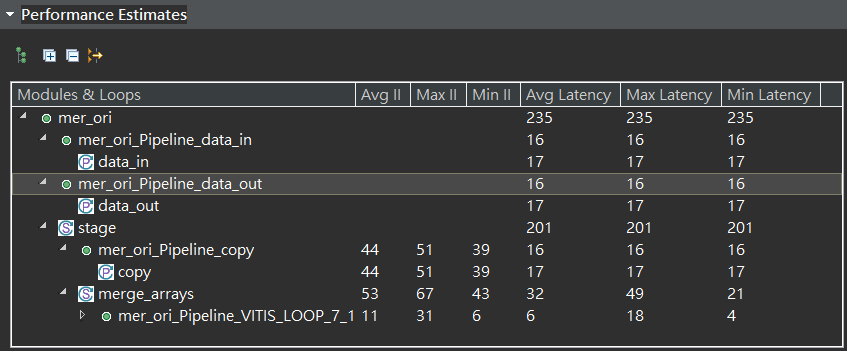 Performance Estimates
Modules & Loops Avg II Max II Min II Avg Latency Max Latency Min Latency
mer_ori 235 235 235
mer_ori_Pipeline_data_in 16 16 16
data_in 17 17 17
mer_ori_Pipeline_data_out 16 16 16
data_out 17 17 17
stage 201 201 201
mer_ori_Pipeline_copy 44 51 39 16 16 16
copy 44 51 39 17 17 17
merge_arrays 53 67 43 32 49 21
mer_ori_Pipeline_VITIS_LOOP_7_1 11 31 6 6 18 4